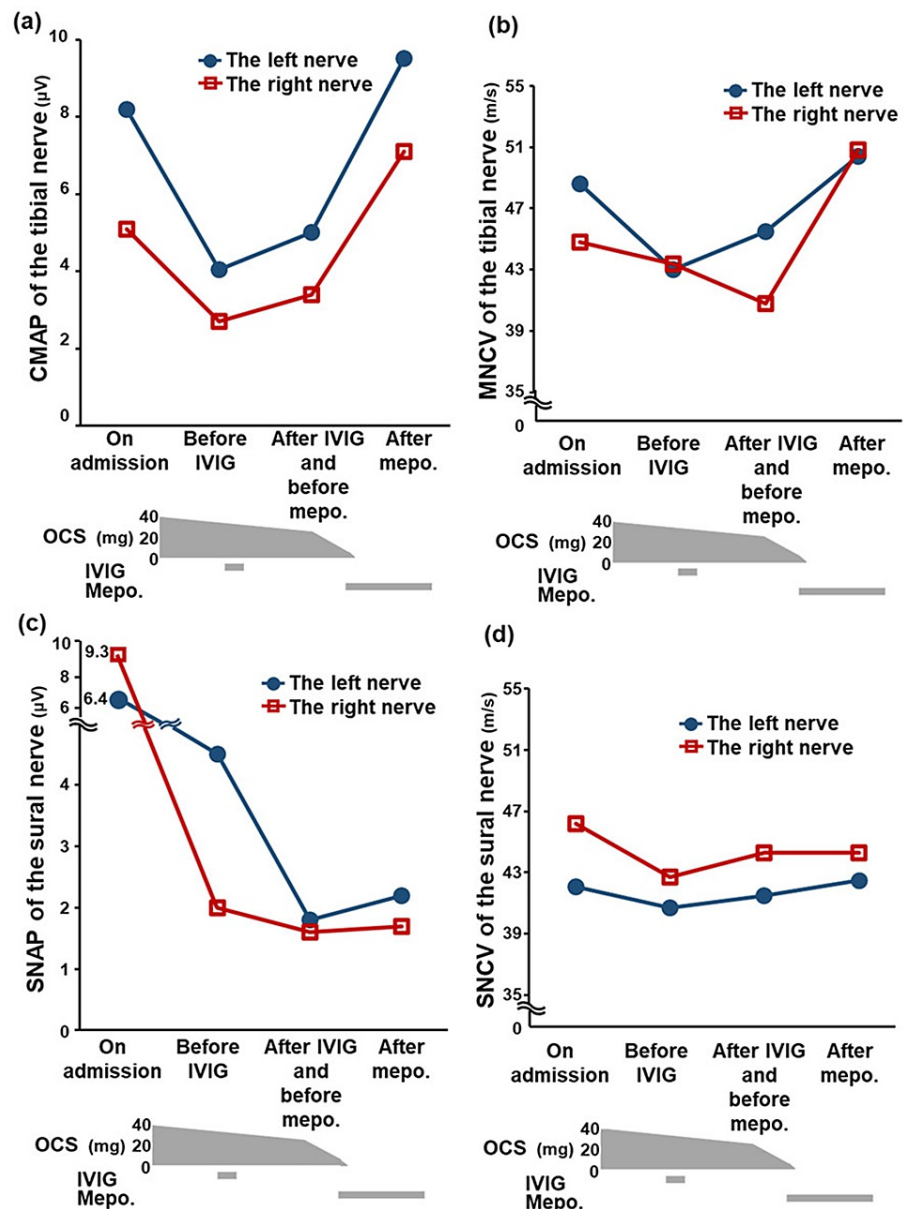 (a)
CMAP of the tibial nerve (µV)
10
8
6
4
2
0
The left nerve
The right nerve
On admission
Before IVIG
After IVIG and before mepo.
After mepo.
OCS (mg)
40
20
0
IVIG
Mepo.
(b)
MNCV of the tibial nerve (m/s)
55
51
47
43
39
35
0
The left nerve
The right nerve
On admission
Before IVIG
After IVIG and before mepo.
After mepo.
OCS (mg)
40
20
0
IVIG
Mepo.
(c)
SNAP of the sural nerve (µV)
10
8
6
4
2
1
0
9.3
6.4
The left nerve
The right nerve
On admission
Before IVIG
After IVIG and before mepo.
After mepo.
OCS (mg)
40
20
0
IVIG
Mepo.
(d)
SNCV of the sural nerve (m/s)
55
51
47
43
39
35
0
The left nerve
The right nerve
On admission
Before IVIG
After IVIG and before mepo.
After mepo.
OCS (mg)
40
20
0
IVIG
Mepo.